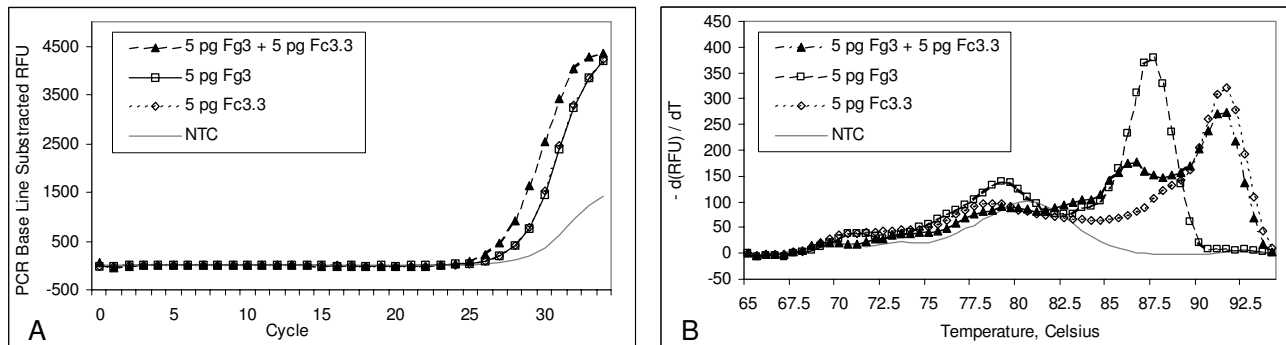 PCR Base Line Substracted RFU
4500
3500
2500
1500
500
-500
5 pg Fg3 + 5 pg Fc3.3
5 pg Fg3
5 pg Fc3.3
NTC
0 5 10 15 20 25 30
A
Cycle
- d(RFU) / dT
450
400
350
300
250
200
150
100
50
0
-50
5 pg Fg3 + 5 pg Fc3.3
5 pg Fg3
5 pg Fc3.3
NTC
65 67.5 70 72.5 75 77.5 80 82.5 85 87.5 90 92.5
B
Temperature, Celsius